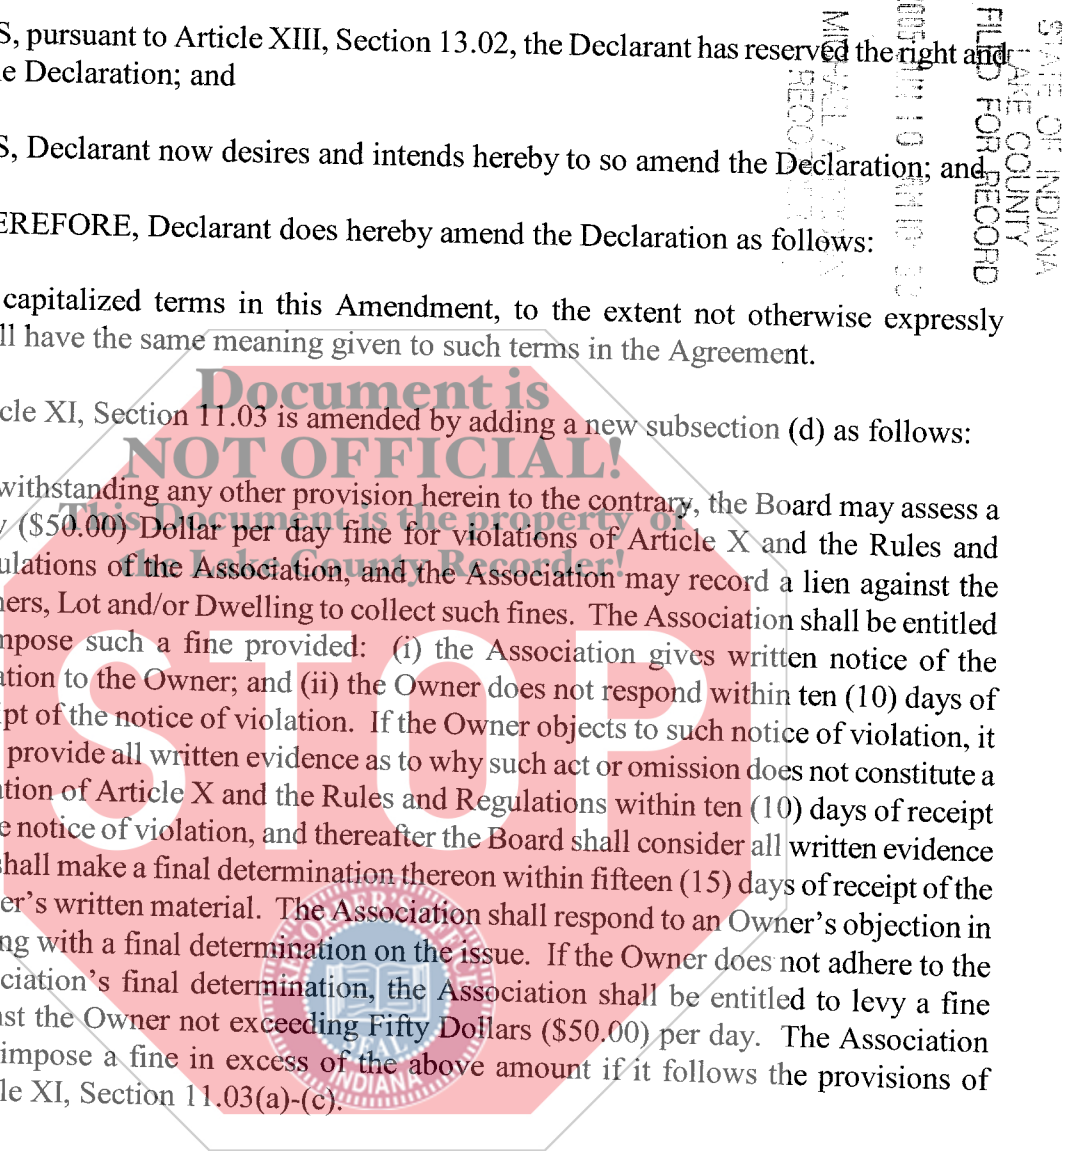 S, pursuant to Article XIII, Section 13.02, the Declarant has reserved the right and
e Declaration; and
S, Declarant now desires and intends hereby to so amend the Declaration; and
EREFORE, Declarant does hereby amend the Declaration as follows:
capitalized terms in this Amendment, to the extent not otherwise expressly
ll have the same meaning given to such terms in the Agreement.
cle XI, Section 11.03 is amended by adding a new subsection (d) as follows:
withstanding any other provision herein to the contrary, the Board may assess a
($50.00) Dollar per day fine for violations of Article X and the Rules and
ulations of the Association, and the Association may record a lien against the
ners, Lot and/or Dwelling to collect such fines. The Association shall be entitled
mpose such a fine provided: (i) the Association gives written notice of the
ation to the Owner; and (ii) the Owner does not respond within ten (10) days of
ipt of the notice of violation. If the Owner objects to such notice of violation, it
provide all written evidence as to why such act or omission does not constitute a
ation of Article X and the Rules and Regulations within ten (10) days of receipt
e notice of violation, and thereafter the Board shall consider all written evidence
shall make a final determination thereon within fifteen (15) days of receipt of the
er's written material. The Association shall respond to an Owner's objection in
ng with a final determination on the issue. If the Owner does not adhere to the
ciation's final determination, the Association shall be entitled to levy a fine
nst the Owner not exceeding Fifty Dollars ($50.00) per day. The Association
impose a fine in excess of the above amount if it follows the provisions of
le XI, Section 11.03(a)-(c).
STATE OF INDIANA
LAKE COUNTY
FILED FOR RECORD
Document is
NOT OFFICIAL!
This Document is the property of
the Lake County Recorder!
STOP
INDIANA